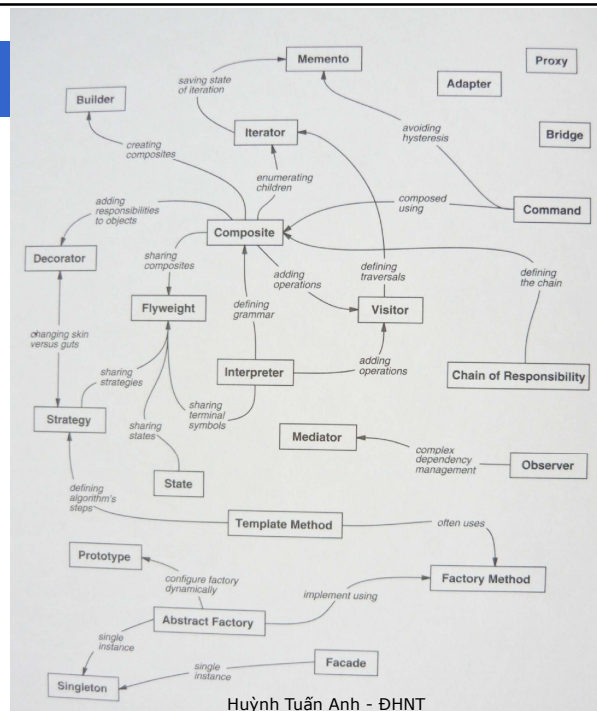 Memento
Proxy
saving state
of iteration
Adapter
Builder
Iterator
avoiding
hysteresis
Bridge
creating
composites
enumerating
children
adding
responsibilities
to objects
composed
using
Command
Composite
Decorator
sharing
composites
adding
operations
defining
traversals
defining
the chain
Flyweight
defining
grammar
Visitor
changing skin
versus guts
adding
operations
sharing
strategies
Interpreter
Chain of Responsibility
Strategy
sharing
terminal
symbols
sharing
states
Mediator
complex
dependency
management
Observer
State
defining
algorithm's
steps
Template Method
often uses
Prototype
configure factory
dynamically
implement using
Factory Method
Abstract Factory
single
instance
single
instance
Facade
Singleton
Huỳnh Tuấn Anh - ĐHNT